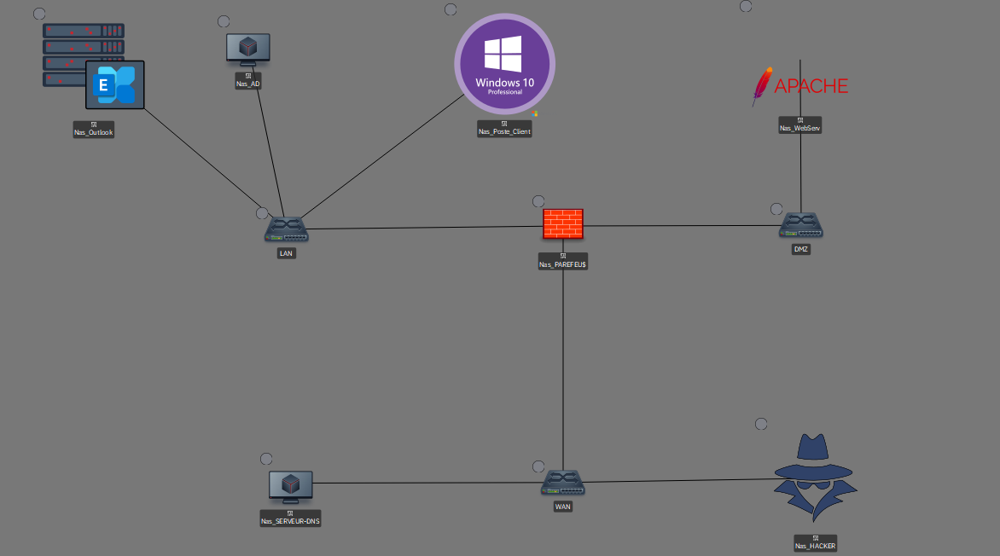 E
Nas_Outlook
Nas_AD
Windows 10
Professional
Nas_Poste_Client
APACHE
Nas_WebServ
LAN
Nas_PAREFEU$
DMZ
Nas_SERVEUR-DNS
WAN
Nas_HACKER